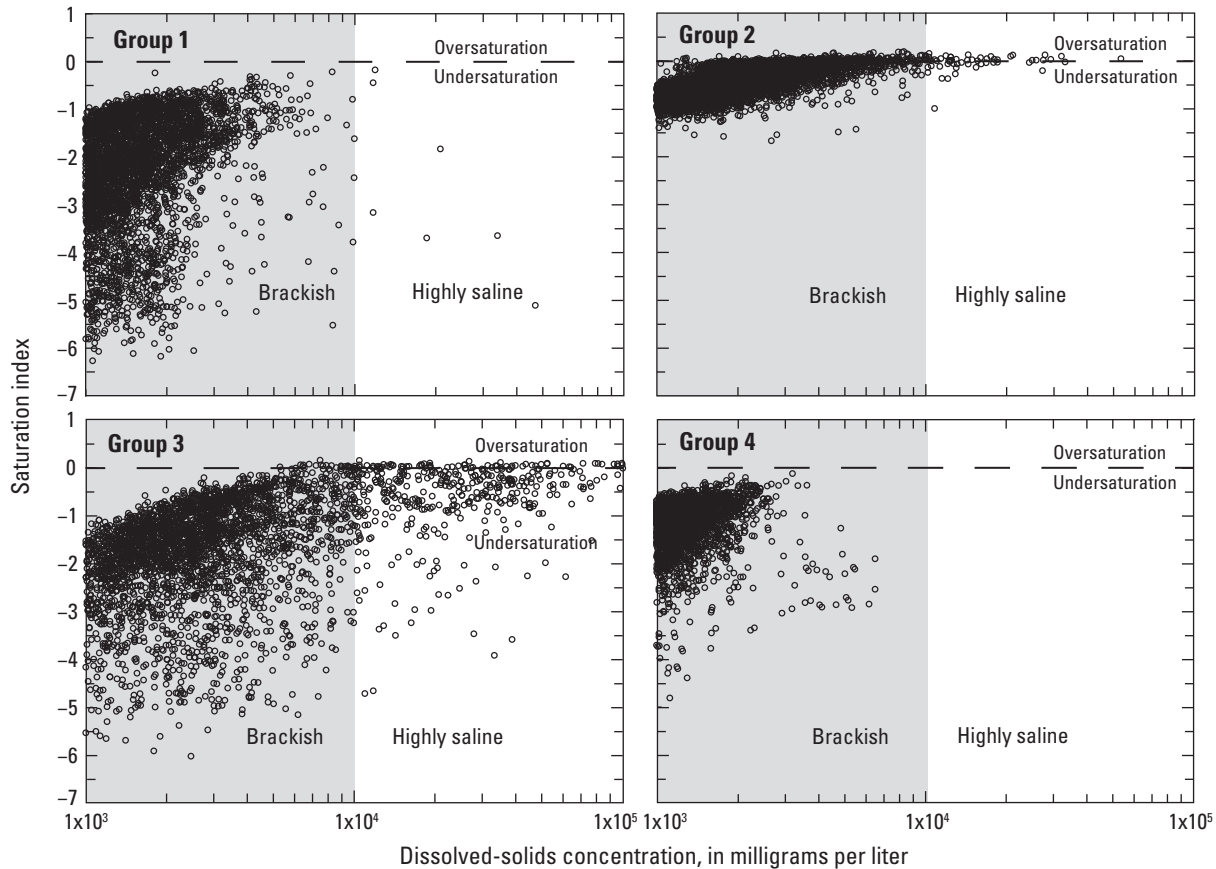 Group 1
Oversaturation
Undersaturation
Brackish
Highly saline
1
0
–1
–2
–3
–4
–5
–6
–7
Group 2
Oversaturation
Undersaturation
Brackish
Highly saline
Saturation index
Group 3
Oversaturation
Undersaturation
Brackish
Highly saline
1
0
–1
–2
–3
–4
–5
–6
–7
Group 4
Oversaturation
Undersaturation
Brackish
Highly saline
1x10³ 1x10⁴ 1x10⁵ 1x10³ 1x10⁴ 1x10⁵
Dissolved-solids concentration, in milligrams per liter